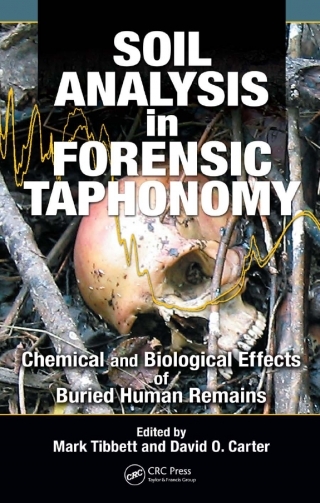 SOIL
ANALYSIS
in
FORENSIC
TAPHONOMY
Chemical and Biological Effects
of
Buried Human Remains
Edited by
Mark Tibbett and David O. Carter
CRC
CRC Press
Taylor & Francis Group